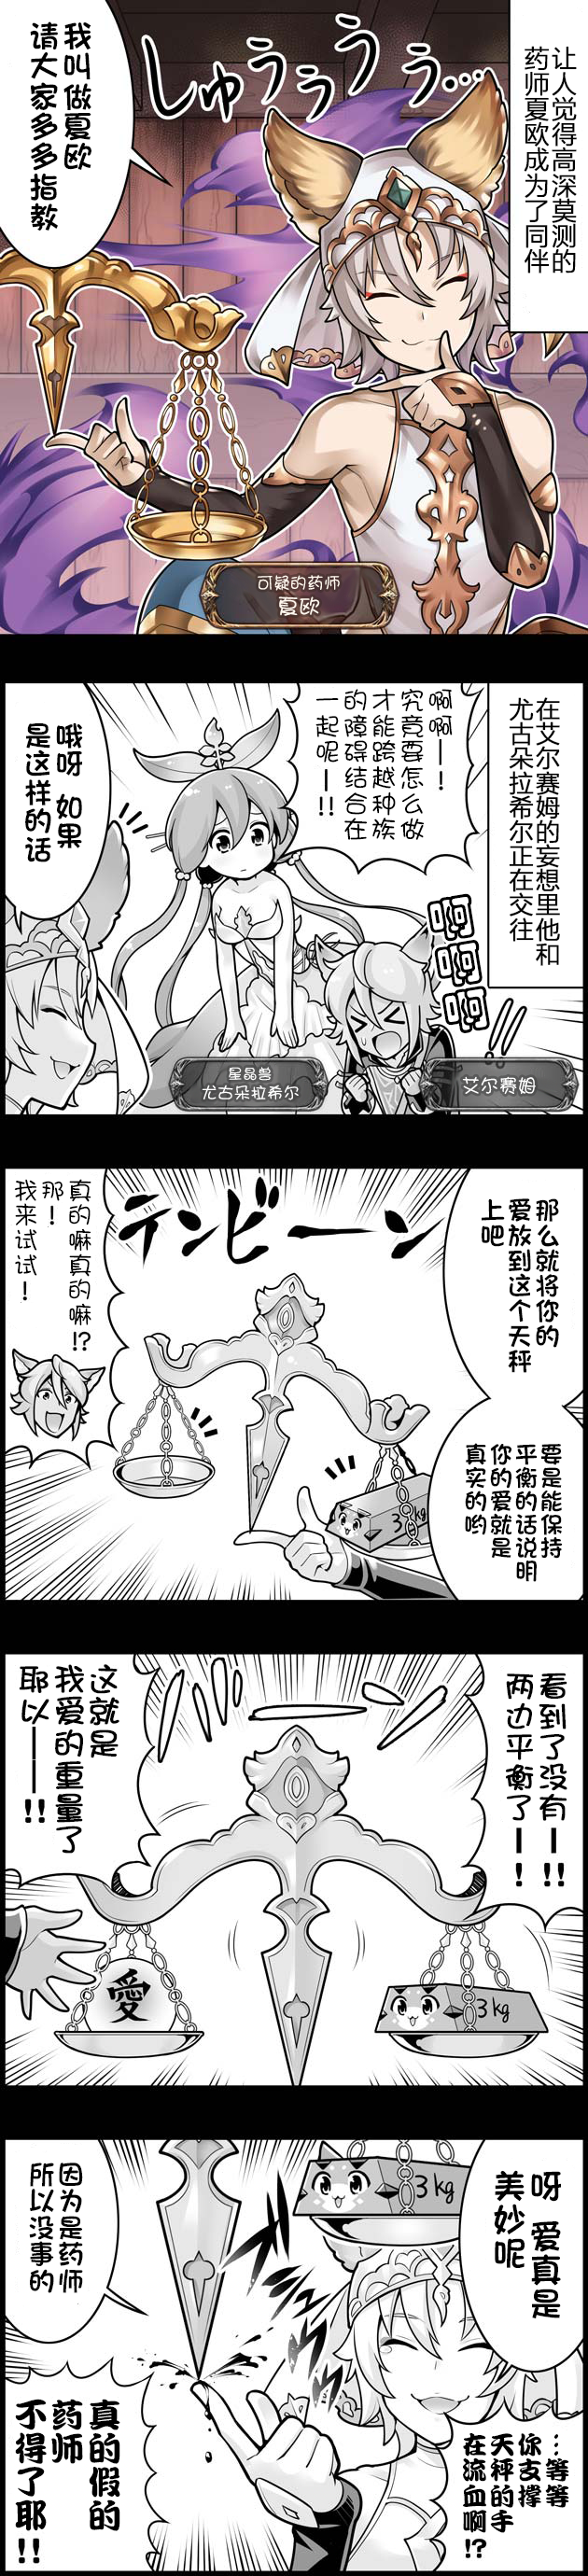 让人觉得高深莫测的
药师夏欧成为了同伴
しゅううぅぅ…
我叫做夏欧
请大家多多指教
可疑的药师
夏欧
在艾尔赛姆的妄想里他和
尤古朵拉希尔正在交往
啊啊—！
究竟要怎么做
才能跨越种族
的障碍结合在
一起呢—!!
啊啊啊
哦呀 如果
是这样的话
星晶兽
尤古朵拉希尔
艾尔赛姆
那么就将你的
爱放到这个天秤
上吧
要是能保持
平衡的话说明
你的爱就是
真实的哟
テンビーン
真的嘛真的嘛!?
那！
我来试试！
3kg
看到了没有—!!
两边平衡了—！
这就是
我爱的重量了
耶以——!!
愛
3kg
呀 爱真是
美妙呢
3kg
…等等
你支撑
天秤的手
在流血啊!?
因为是药师
所以没事的
真的假的
药师
不得了耶!!